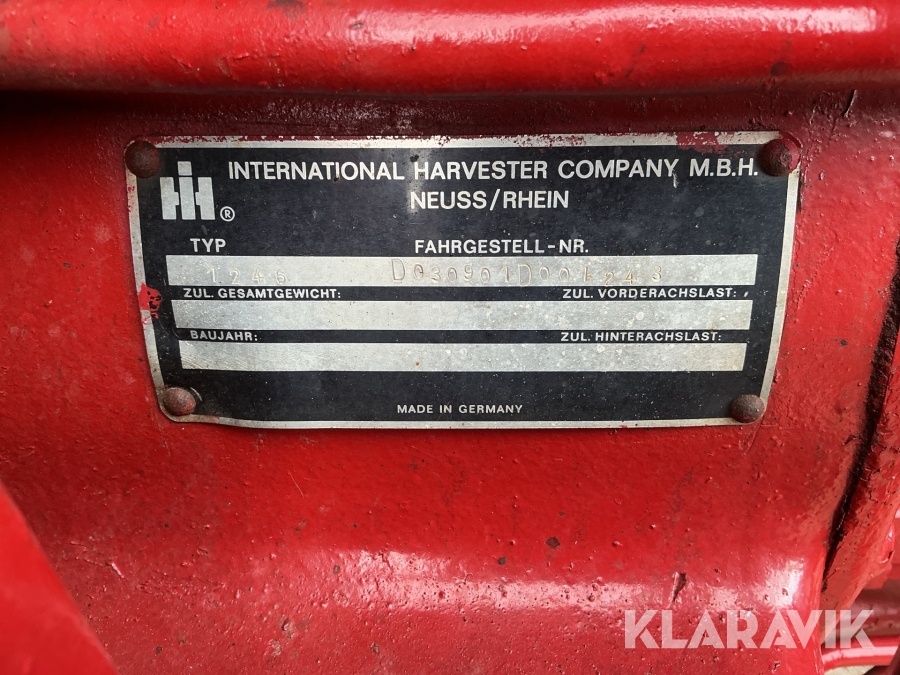 IH ® INTERNATIONAL HARVESTER COMPANY M.B.H.
NEUSS/RHEIN
TYP FAHRGESTELL-NR.
1246
ZUL. GESAMTGEWICHT: ZUL. VORDERACHSLAST:
BAUJAHR: ZUL. HINTERACHSLAST:
MADE IN GERMANY
KLARAVIK